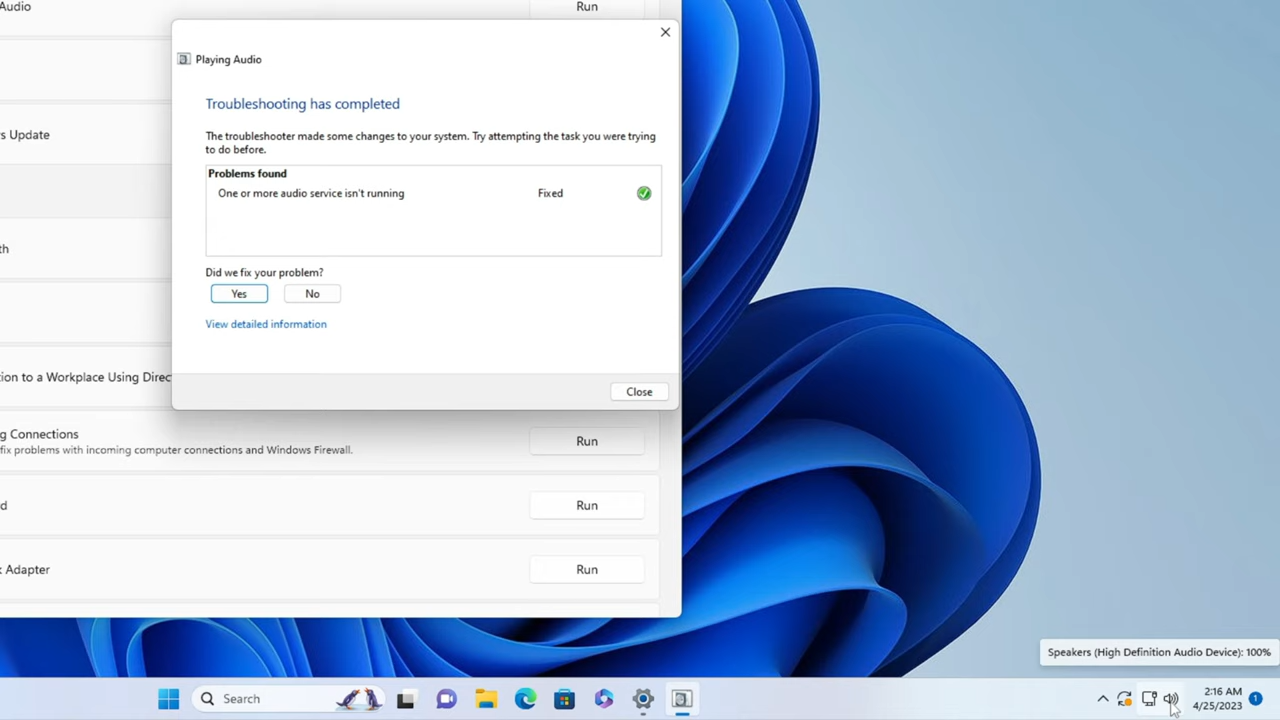 Audio
Run
Playing Audio
Troubleshooting has completed
The troubleshooter made some changes to your system. Try attempting the task you were trying
to do before.
Problems found
One or more audio service isn't running Fixed
Did we fix your problem?
Yes No
View detailed information
Close
s Update
th
tion to a Workplace Using Direc
g Connections
fix problems with incoming computer connections and Windows Firewall.
Run
d
Run
Adapter
Run
Speakers (High Definition Audio Device): 100%
Search
2:16 AM
4/25/2023
1